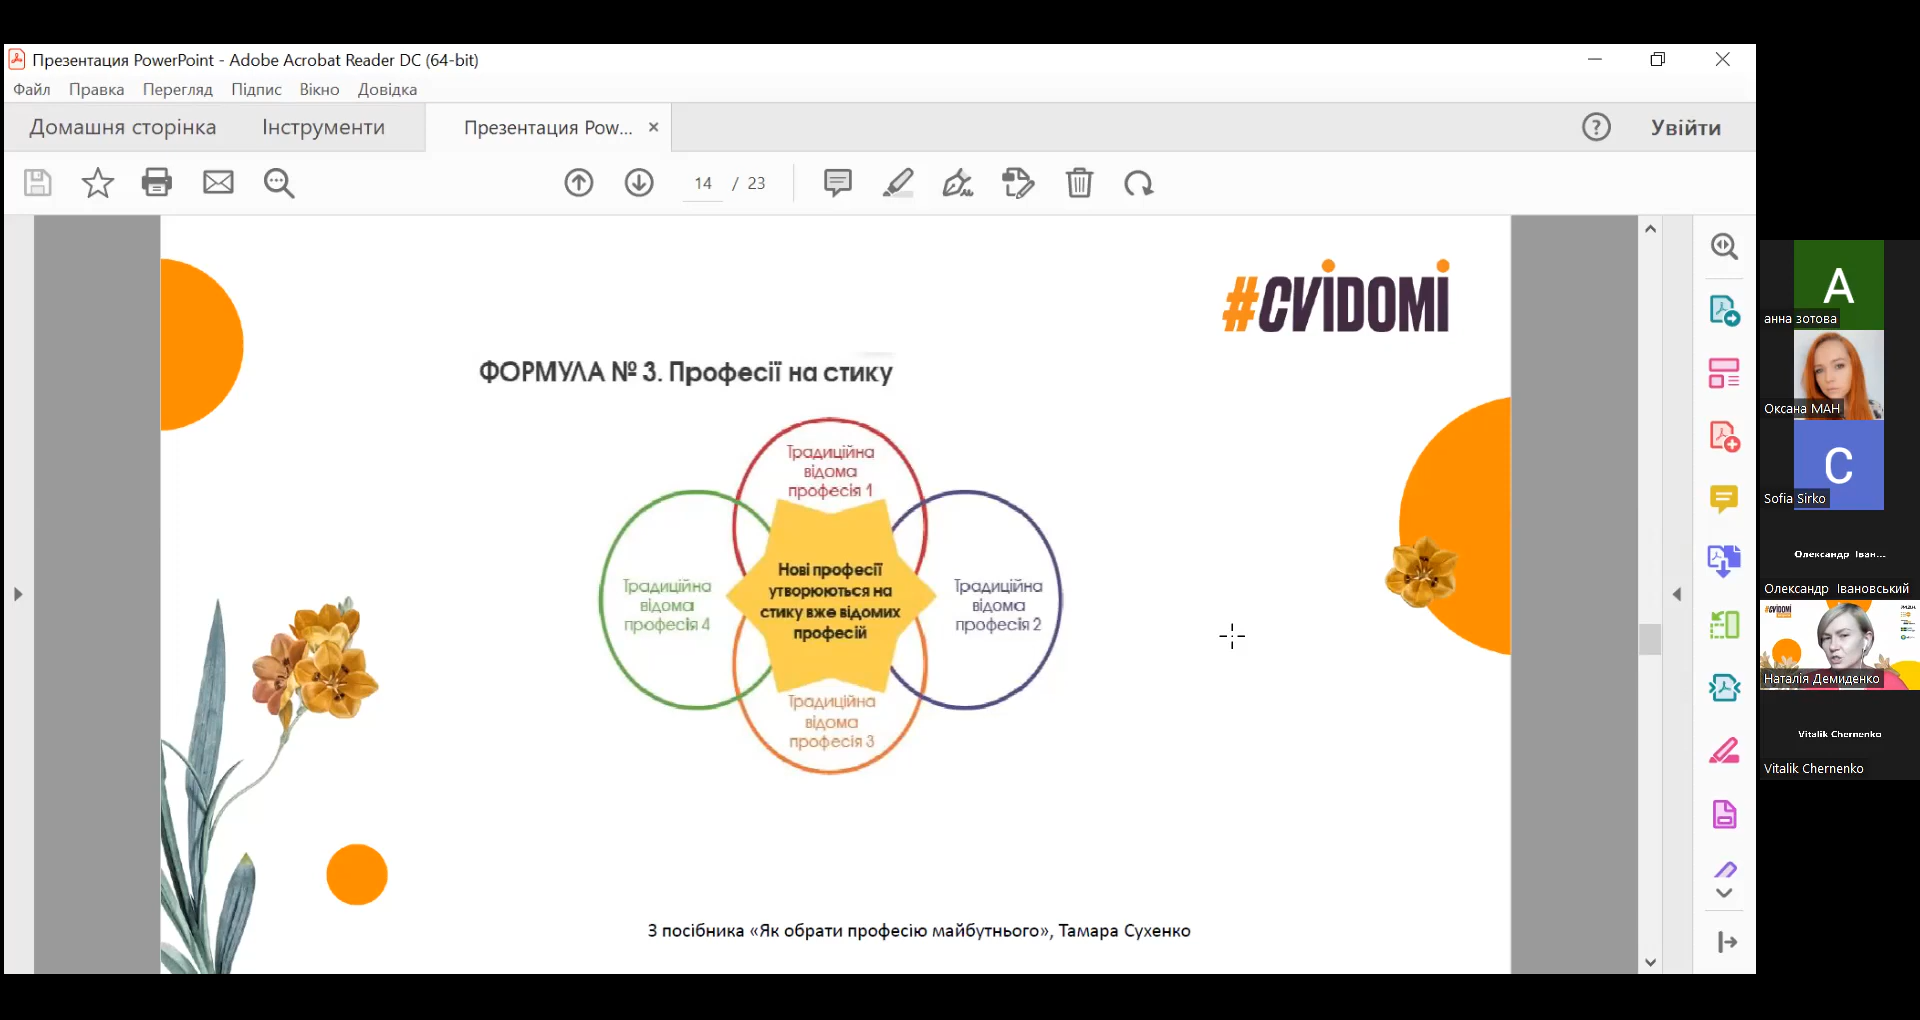 Презентация PowerPoint - Adobe Acrobat Reader DC (64-bit)
Файл Правка Перегляд Підпис Вікно Довідка
Домашня сторінка Інструменти Презентация Pow... Увійти
14 / 23
#CVIDOMI
ФОРМУЛА № 3. Професії на стику
Традиційна
відома
професія 1
Традиційна
відома
професія 4
Нові професії
утворюються на
стику вже відомих
професій
Традиційна
відома
професія 2
Традиційна
відома
професія 3
З посібника «Як обрати професію майбутнього», Тамара Сухенко
А
анна зотова
Оксана МАН
С
Sofia Sirko
Олександр Іван...
Олександр Івановський
#CVIDOMI
Наталія Демиденко
Vitalik Chernenko
Vitalik Chernenko